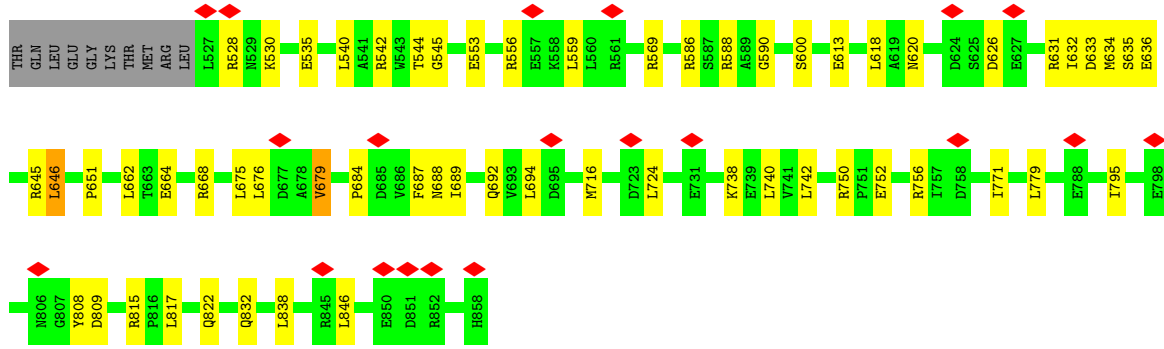 THR GLN LEU GLU GLY LYS THR MET ARG LEU L527 R528 N529 K530 E535 L540 A541 R542 W543 T544 G545 E553 R556 E557 K558 L559 L560 R561 R569 R586 S587 R588 A589 G590 S600 E613 L618 A619 N620 D624 S625 D626 E627 R631 I632 D633 M634 S635 E636
R645 L646 P651 L662 T663 E664 R668 L675 L676 D677 A678 V679 P684 D685 V686 F687 N688 I689 Q692 V693 L694 D695 M716 D723 L724 E731 K738 E739 L740 V741 L742 R750 P751 E752 R756 I757 D758 I771 L779 E788 I795 E798
N806 G807 Y808 D809 R815 P816 L817 Q822 Q832 L838 R845 L846 E850 D851 R852 H858